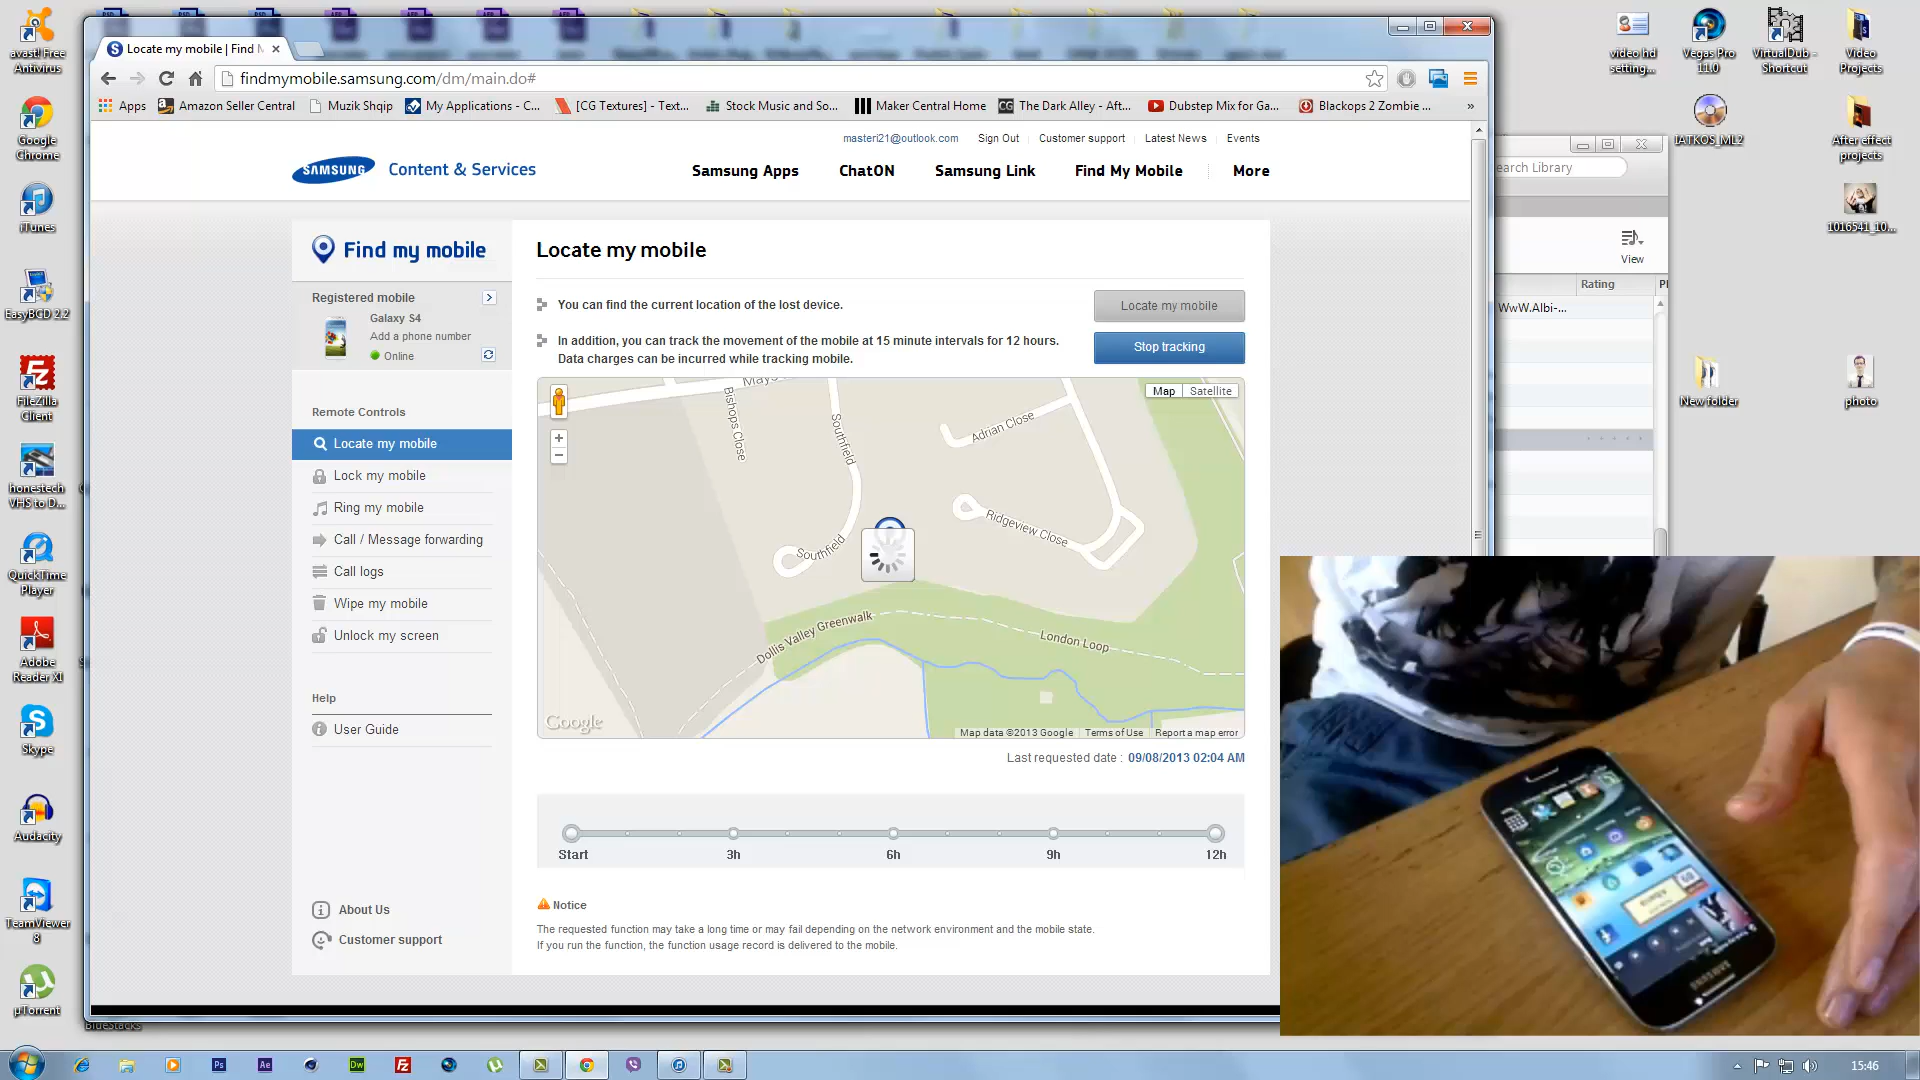 Locate my mobile | Find M
findmymobile.samsung.com/dm/main.do#
Apps
Amazon Seller Central
Muzik Shqip
My Applications - C...
[CG Textures] - Text...
Stock Music and So...
Maker Central Home
The Dark Alley - Aft...
Dubstep Mix for Ga...
Blackops 2 Zombie ...
»
masteri21@outlook.com
Sign Out
Customer support
Latest News
Events
SAMSUNG
Content & Services
Samsung Apps
ChatON
Samsung Link
Find My Mobile
More
Find my mobile
Registered mobile
Galaxy S4
Add a phone number
Online
Remote Controls
Locate my mobile
Lock my mobile
Ring my mobile
Call / Message forwarding
Call logs
Wipe my mobile
Unlock my screen
Help
User Guide
About Us
Customer support
Locate my mobile
You can find the current location of the lost device.
Locate my mobile
In addition, you can track the movement of the mobile at 15 minute intervals for 12 hours.
Data charges can be incurred while tracking mobile.
Stop tracking
Map
Satellite
+
−
Bishops Close
Southfield
Adrian Close
Ridgeview Close
Southfield
Dollis Valley Greenwalk
London Loop
Google
Map data ©2013 Google
Terms of Use
Report a map error
Last requested date : 09/08/2013 02:04 AM
Start
3h
6h
9h
12h
Notice
The requested function may take a long time or may fail depending on the network environment and the mobile state.
If you run the function, the function usage record is delivered to the mobile.
avast! Free
Antivirus
Google
Chrome
iTunes
EasyBCD 2.2
FileZilla
Client
honestech
VHS to D...
QuickTime
Player
Adobe
Reader XI
Skype
Audacity
TeamViewer
8
µTorrent
BlueStacks
video hd
setting...
Vegas Pro
11.0
VirtualDub -
Shortcut
Video
Projects
iATKOS_ML2
After effect
projects
1016541_10...
New folder
photo
earch Library
View
Rating
Pl
WwW.Albi-...
SAMSUNG
Ps
Ae
Dw
Fz
15:46